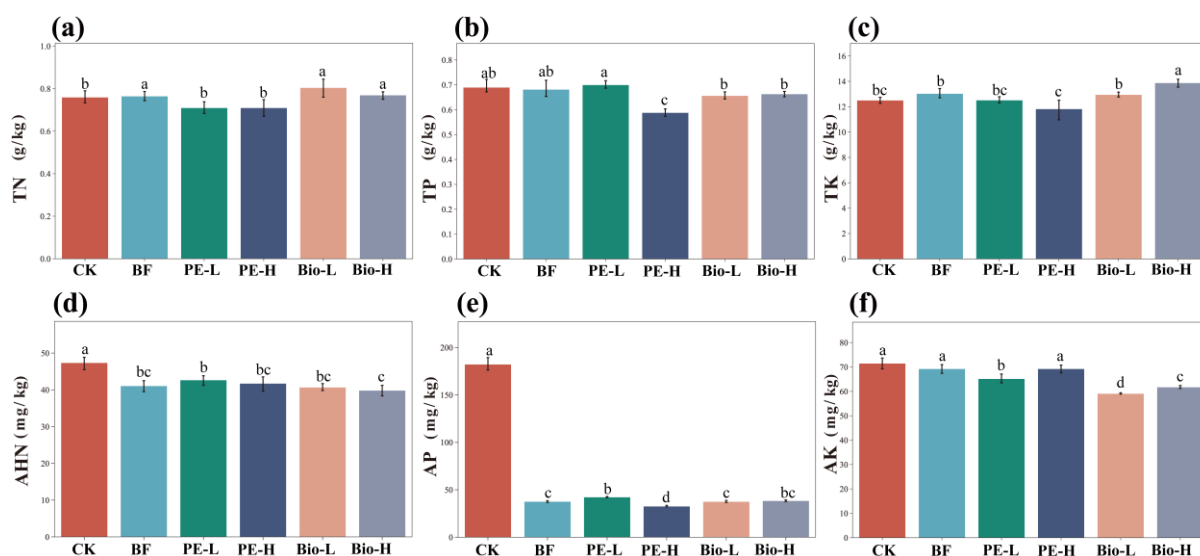 (a)
TN (g/kg)
1.0
0.8
0.6
0.4
0.2
0.0
b a b b a a
CK BF PE-L PE-H Bio-L Bio-H
(b)
TP (g/kg)
0.8
0.7
0.6
0.5
0.4
0.3
0.2
0.1
0.0
ab ab a c b b
CK BF PE-L PE-H Bio-L Bio-H
(c)
TK (g/kg)
16
14
12
10
8
6
4
2
0
bc b bc c b a
CK BF PE-L PE-H Bio-L Bio-H
(d)
AHN (mg/kg)
50
40
30
20
10
0
a bc b bc bc c
CK BF PE-L PE-H Bio-L Bio-H
(e)
AP (mg/kg)
200
150
100
50
0
a c b d c bc
CK BF PE-L PE-H Bio-L Bio-H
(f)
AK (mg/kg)
80
70
60
50
40
30
20
10
0
a a b a d c
CK BF PE-L PE-H Bio-L Bio-H